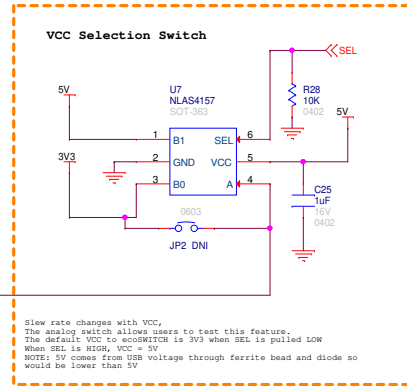 VCC Selection Switch
SEL
R28
10K
0402
5V
U7
NLAS4157
SOT-363
5V
1 B1 SEL 6
2 GND VCC 5
3 B0 A 4
3V3
C25
1uF
16V
0402
0603
JP2 DNI
Slew rate changes with VCC,
The analog switch allows users to test this feature.
The default VCC to ecoSWITCH is 3V3 when SEL is pulled LOW
When SEL is HIGH, VCC = 5V
NOTE: 5V comes from USB voltage through ferrite bead and diode so
would be lower than 5V